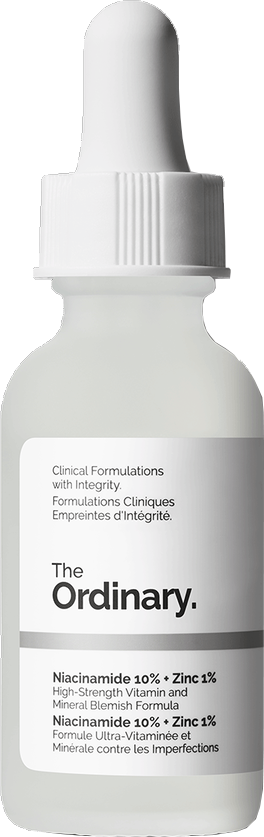 Clinical Formulations
with Integrity.
Formulations Cliniques
Empreintes d'Intégrité.
The
Ordinary.
Niacinamide 10% + Zinc 1%
High-Strength Vitamin and
Mineral Blemish Formula
Niacinamide 10% + Zinc 1%
Formule Ultra-Vitaminée et
Minérale contre les Imperfections